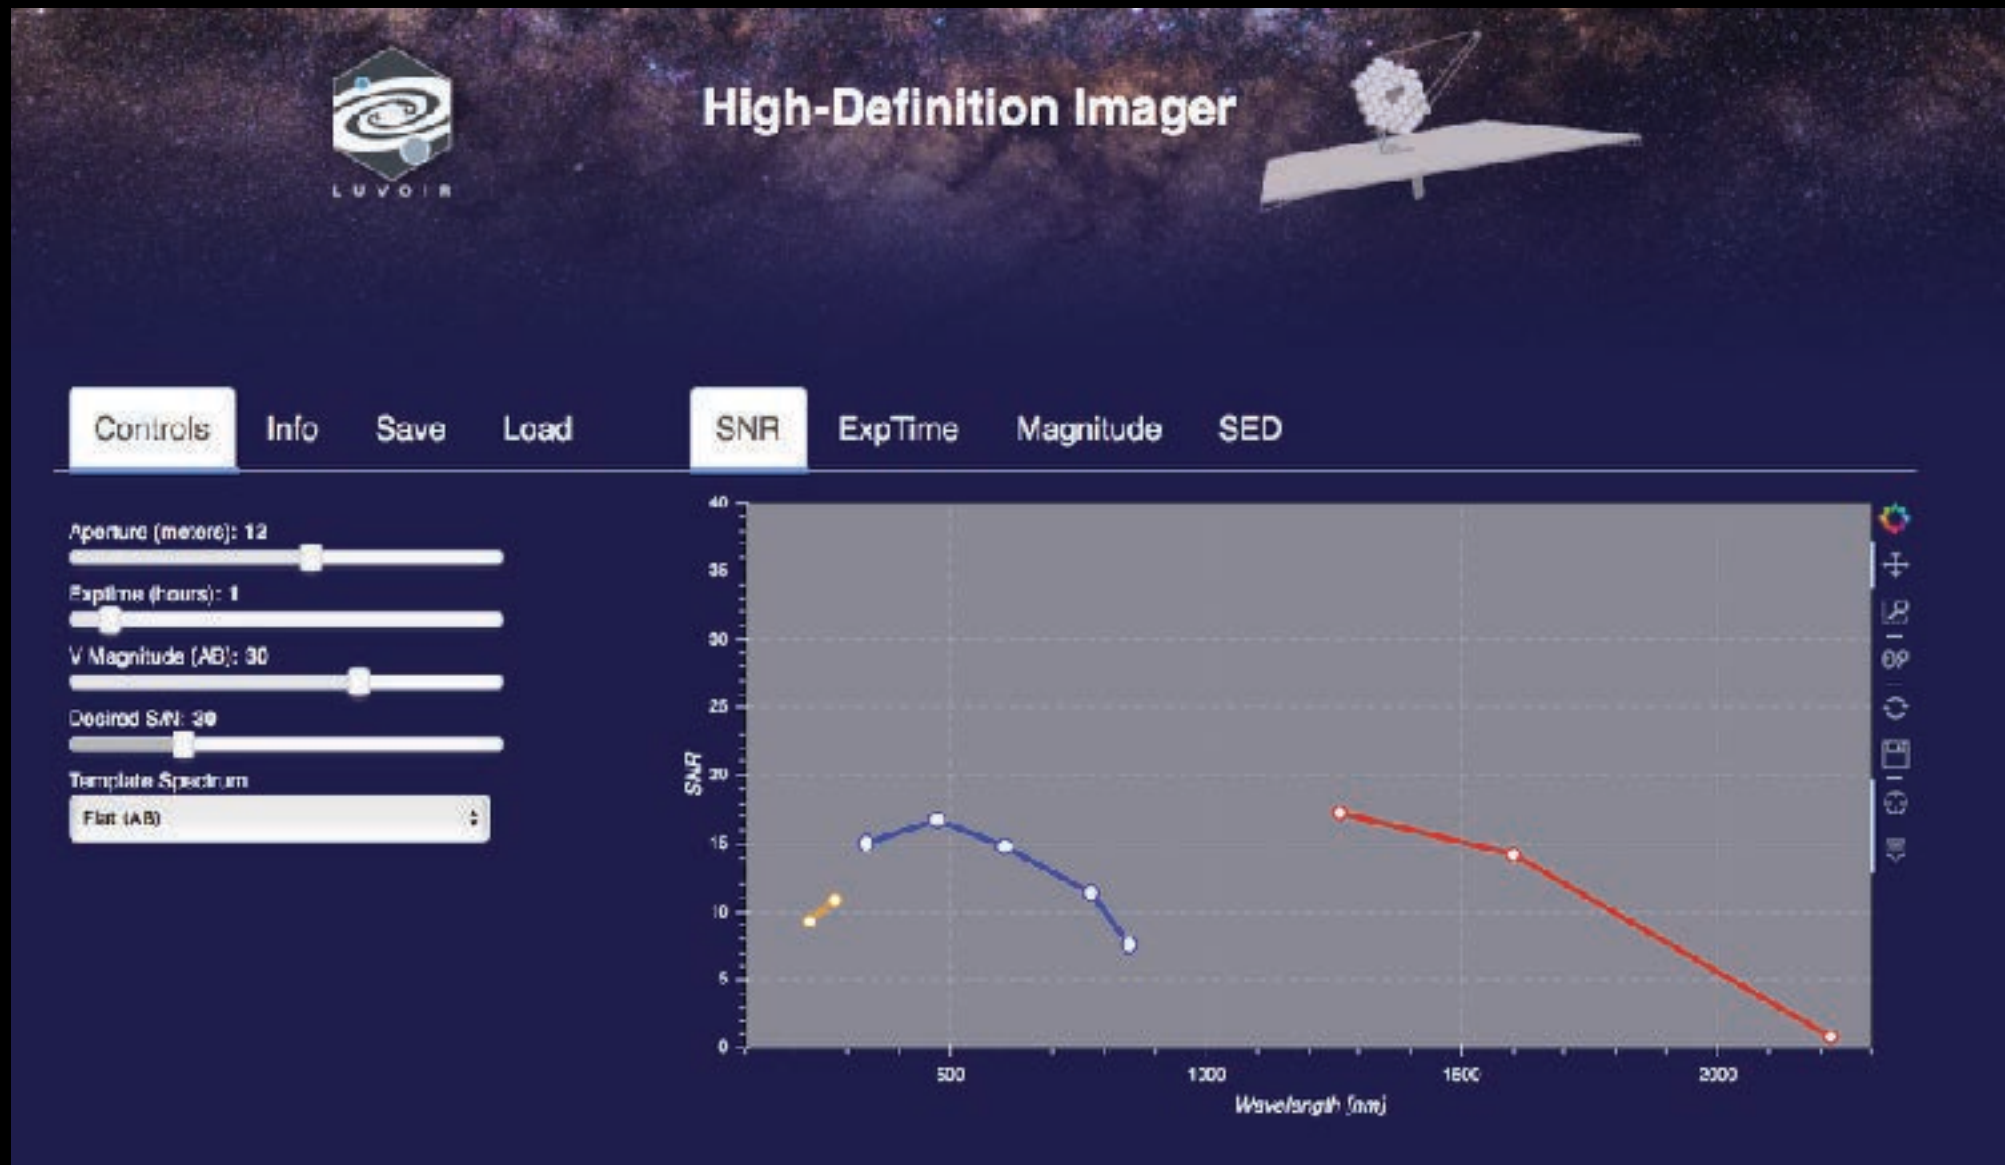 LUVOIR
High-Definition Imager
Controls Info Save Load
SNR ExpTime Magnitude SED
Aperture (meters): 12
Exptime (hours): 1
V Magnitude (AB): 30
Desired S/N: 30
Template Spectrum
Flat (AB)
SNR
40
35
30
25
20
15
10
5
0
500 1000 1500 2000
Wavelength [nm]